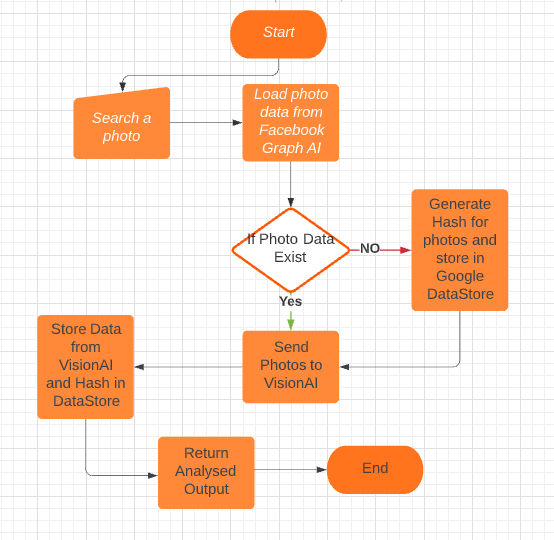 Start
Search a
photo
Load photo
data from
Facebook
Graph AI
If Photo Data
Exist
NO
Generate
Hash for
photos and
store in
Google
DataStore
Yes
Send
Photos to
VisionAI
Store Data
from
VisionAI
and Hash in
DataStore
Return
Analysed
Output
End